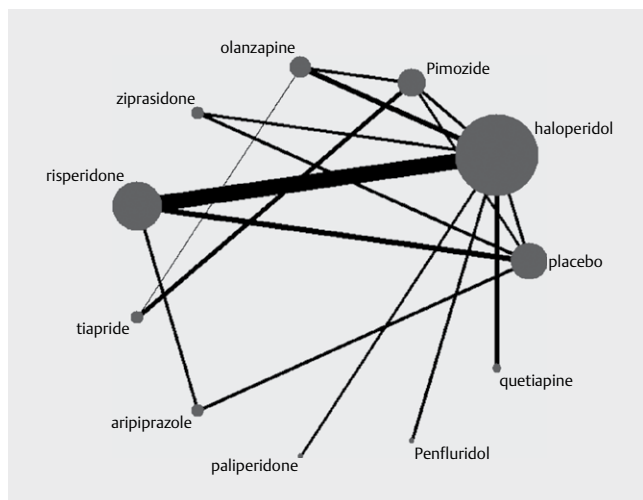 olanzapine
Pimozide
ziprasidone
haloperidol
risperidone
placebo
tiapride
quetiapine
aripiprazole
Penfluridol
paliperidone